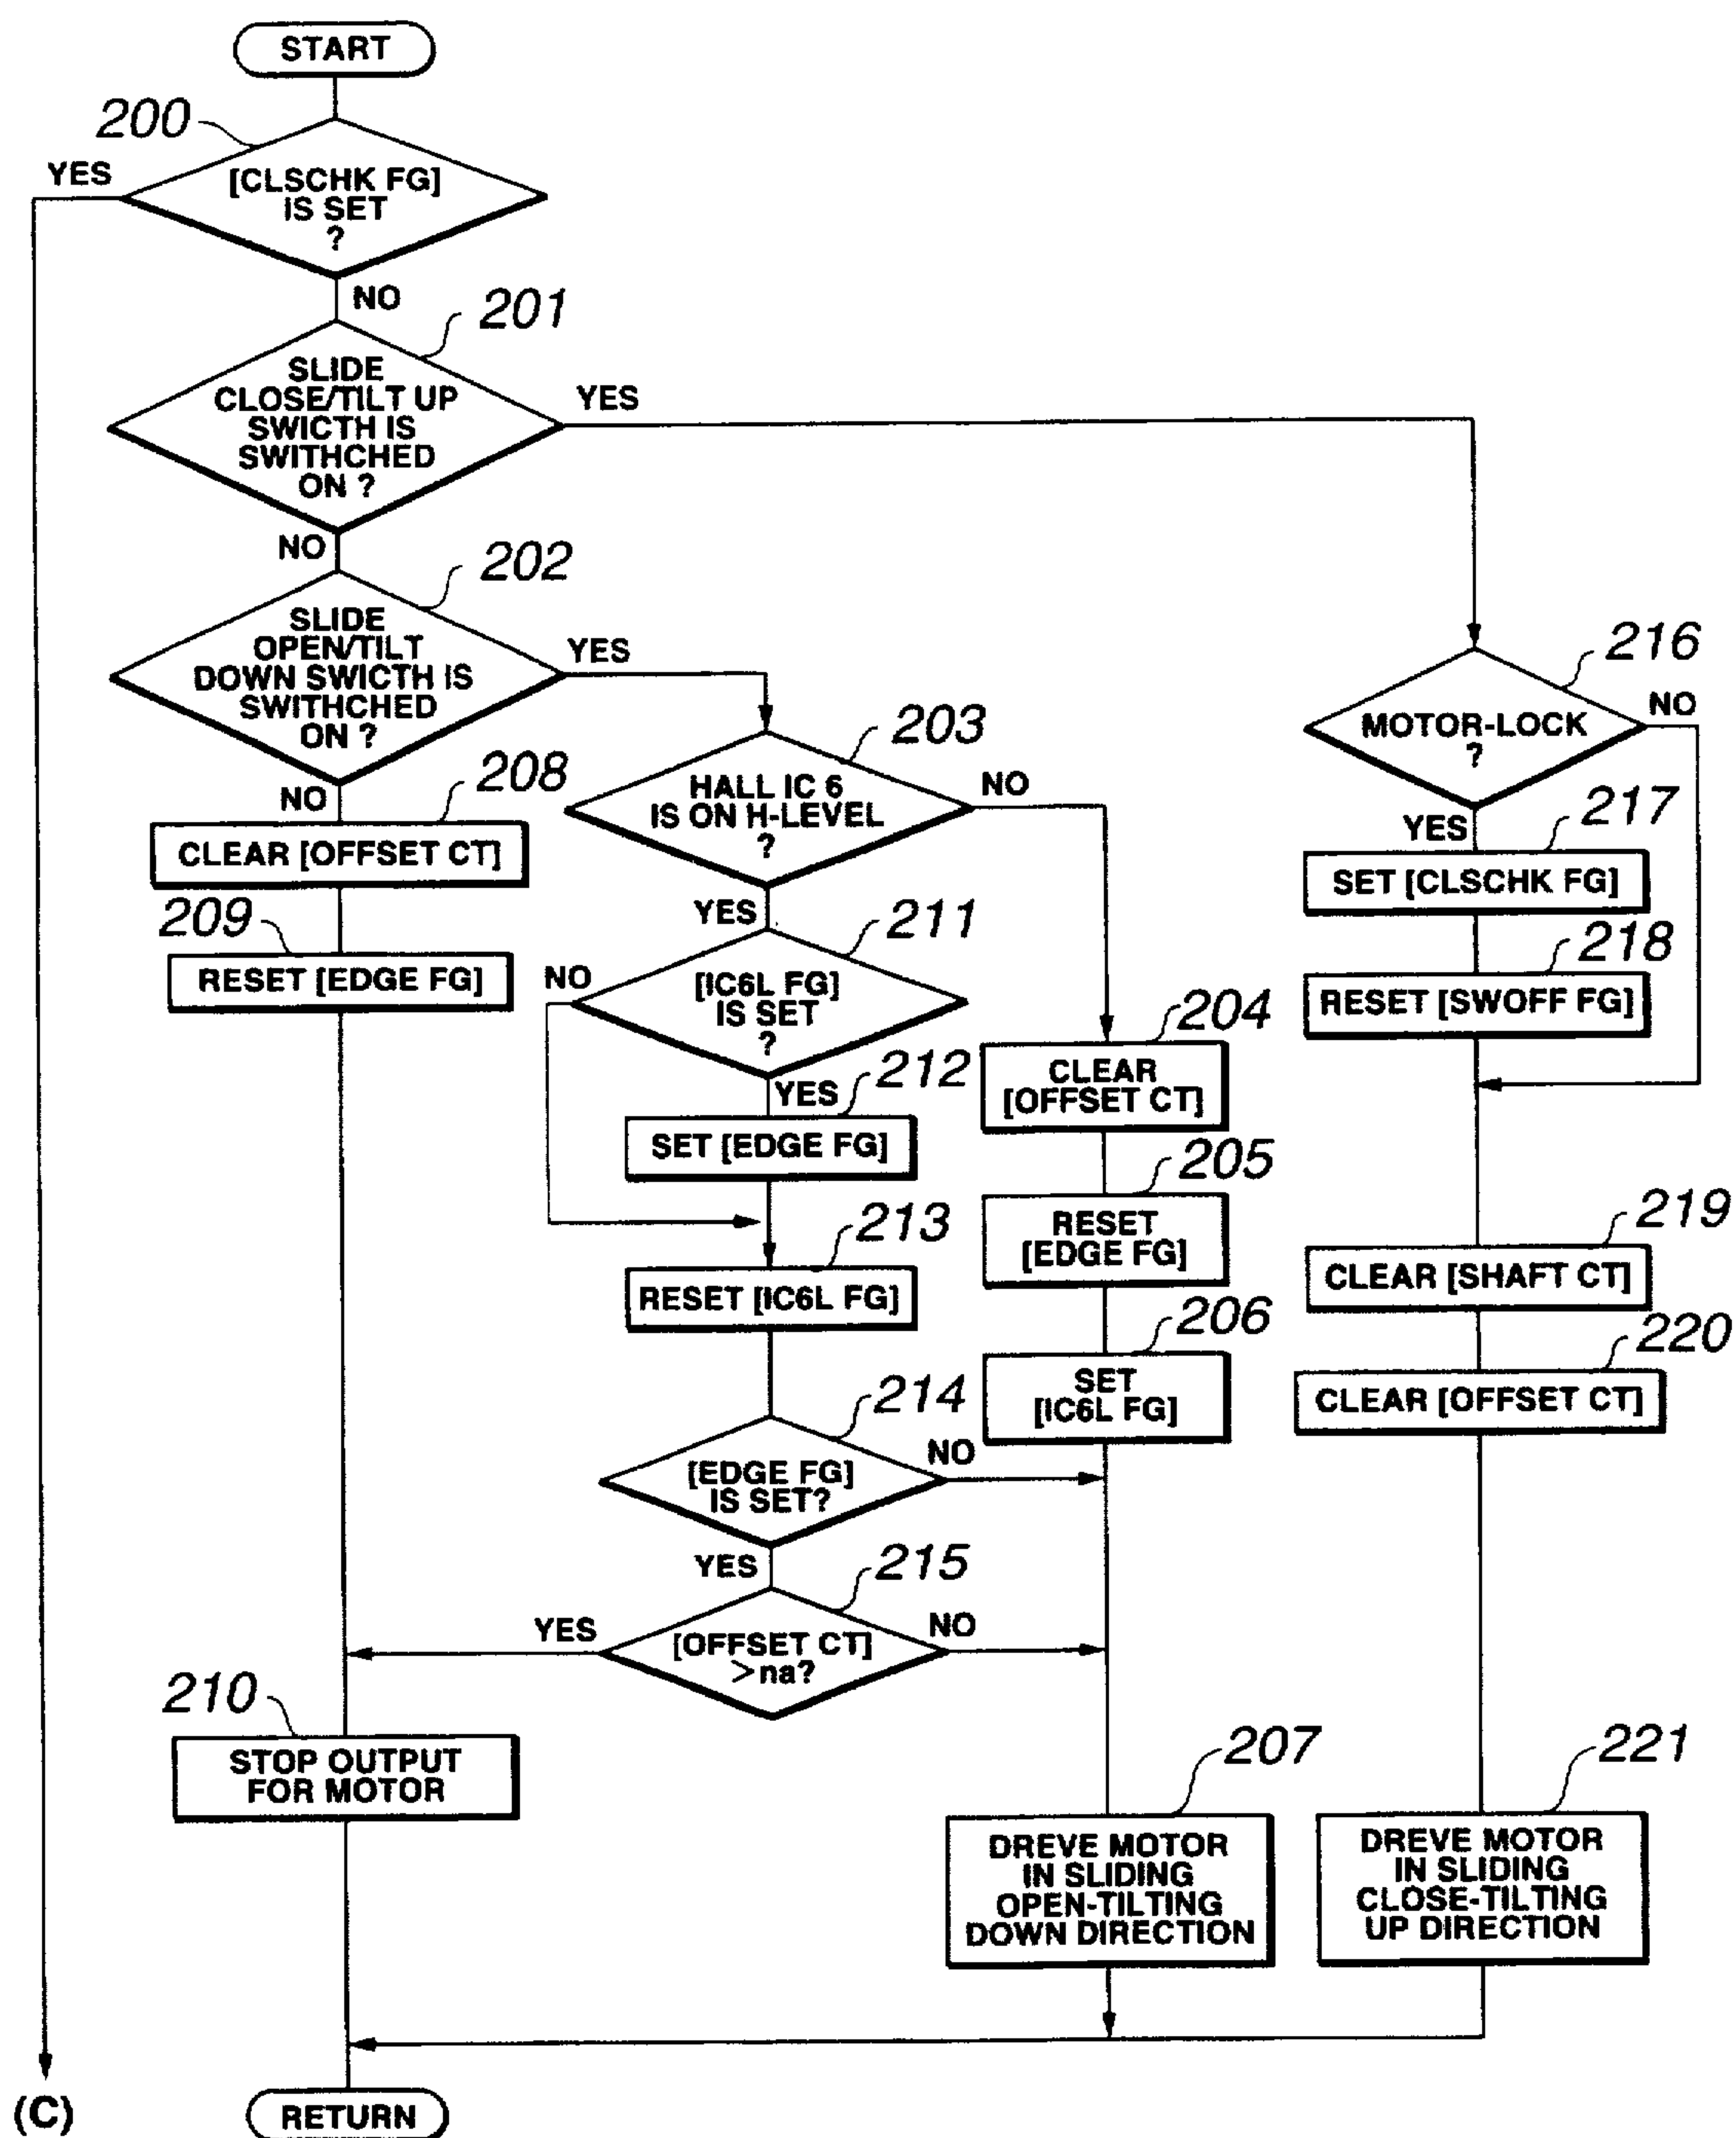 START
200
YES
[CLSCHK FG]
IS SET
?
NO
201
SLIDE
CLOSE/TILT UP
SWICTH IS
SWITHCHED
ON ?
YES
NO
202
SLIDE
OPEN/TILT
DOWN SWICTH IS
SWITHCHED
ON ?
YES
NO
208
CLEAR [OFFSET CT]
209
RESET [EDGE FG]
203
HALL IC 6
IS ON H-LEVEL
?
NO
YES
211
NO
[IC6L FG]
IS SET
?
YES
212
SET [EDGE FG]
213
RESET [IC6L FG]
214
[EDGE FG]
IS SET?
NO
YES
215
[OFFSET CT]
>na?
YES
NO
210
STOP OUTPUT
FOR MOTOR
204
CLEAR
[OFFSET CT]
205
RESET
[EDGE FG]
206
SET
[IC6L FG]
207
DREVE MOTOR
IN SLIDING
OPEN-TILTING
DOWN DIRECTION
216
MOTOR-LOCK
?
NO
YES
217
SET [CLSCHK FG]
218
RESET [SWOFF FG]
219
CLEAR [SHAFT CT]
220
CLEAR [OFFSET CT]
221
DREVE MOTOR
IN SLIDING
CLOSE-TILTING
UP DIRECTION
(C)
RETURN